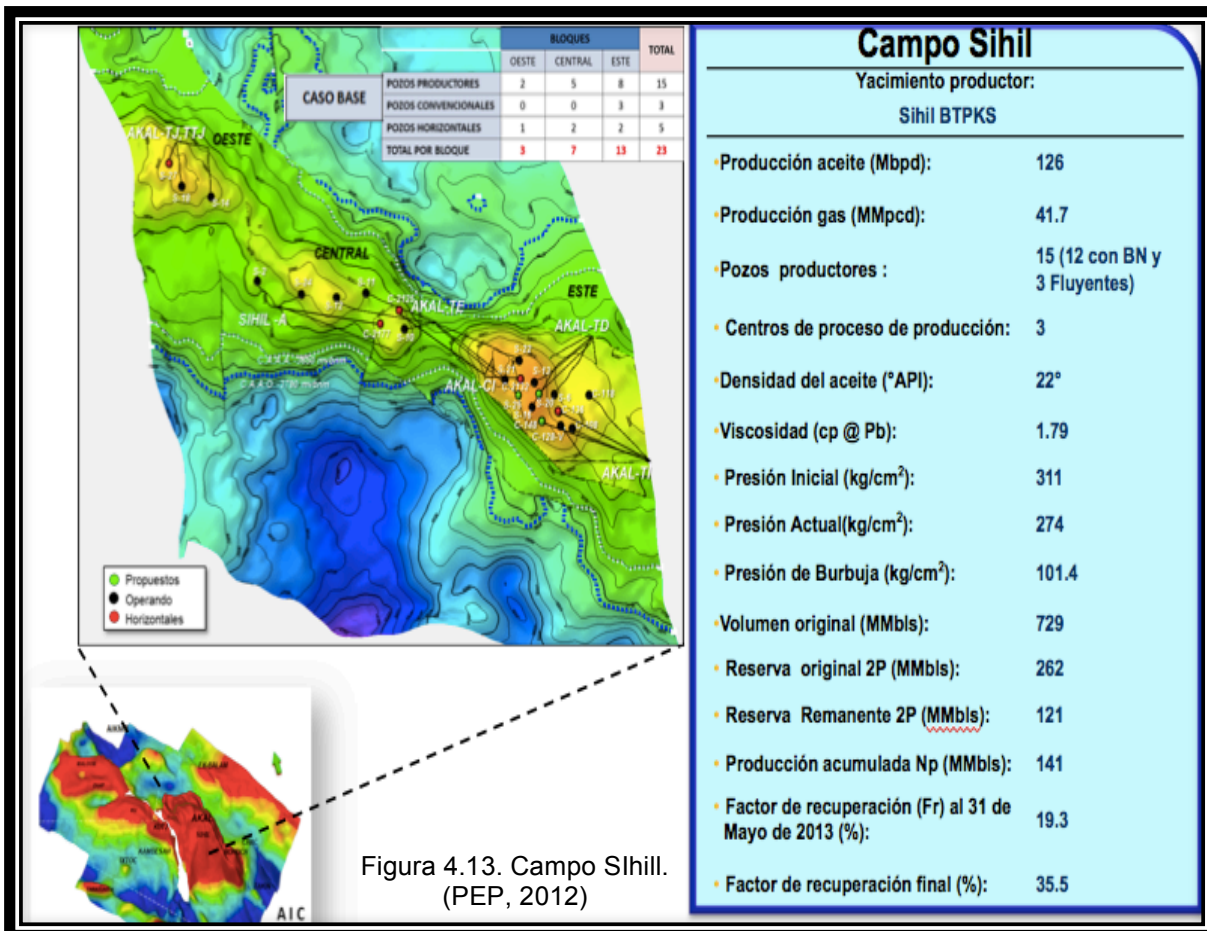 BLOQUES
TOTAL
OESTE CENTRAL ESTE
CASO BASE
POZOS PRODUCTORES 2 5 8 15
POZOS CONVENCIONALES 0 0 3 3
POZOS HORIZONTALES 1 2 2 5
TOTAL POR BLOQUE 3 7 13 23
AKAL-TJ,TTJ
OESTE
CENTRAL
SIHIL -A
AKAL-TE
ESTE
AKAL-TD
AKAL-CI
C-2177
Propuestos
Operando
Horizontales
AKAL
AIC
Figura 4.13. Campo SIhill.
(PEP, 2012)
Campo Sihil
Yacimiento productor:
Sihil BTPKS
•Producción aceite (Mbpd): 126
•Producción gas (MMpcd): 41.7
•Pozos productores : 15 (12 con BN y
3 Fluyentes)
• Centros de proceso de producción: 3
•Densidad del aceite (°API): 22°
•Viscosidad (cp @ Pb): 1.79
• Presión Inicial (kg/cm²): 311
• Presión Actual(kg/cm²): 274
• Presión de Burbuja (kg/cm²): 101.4
•Volumen original (MMbls): 729
• Reserva original 2P (MMbls): 262
• Reserva Remanente 2P (MMbls): 121
• Producción acumulada Np (MMbls): 141
• Factor de recuperación (Fr) al 31 de
Mayo de 2013 (%): 19.3
• Factor de recuperación final (%): 35.5